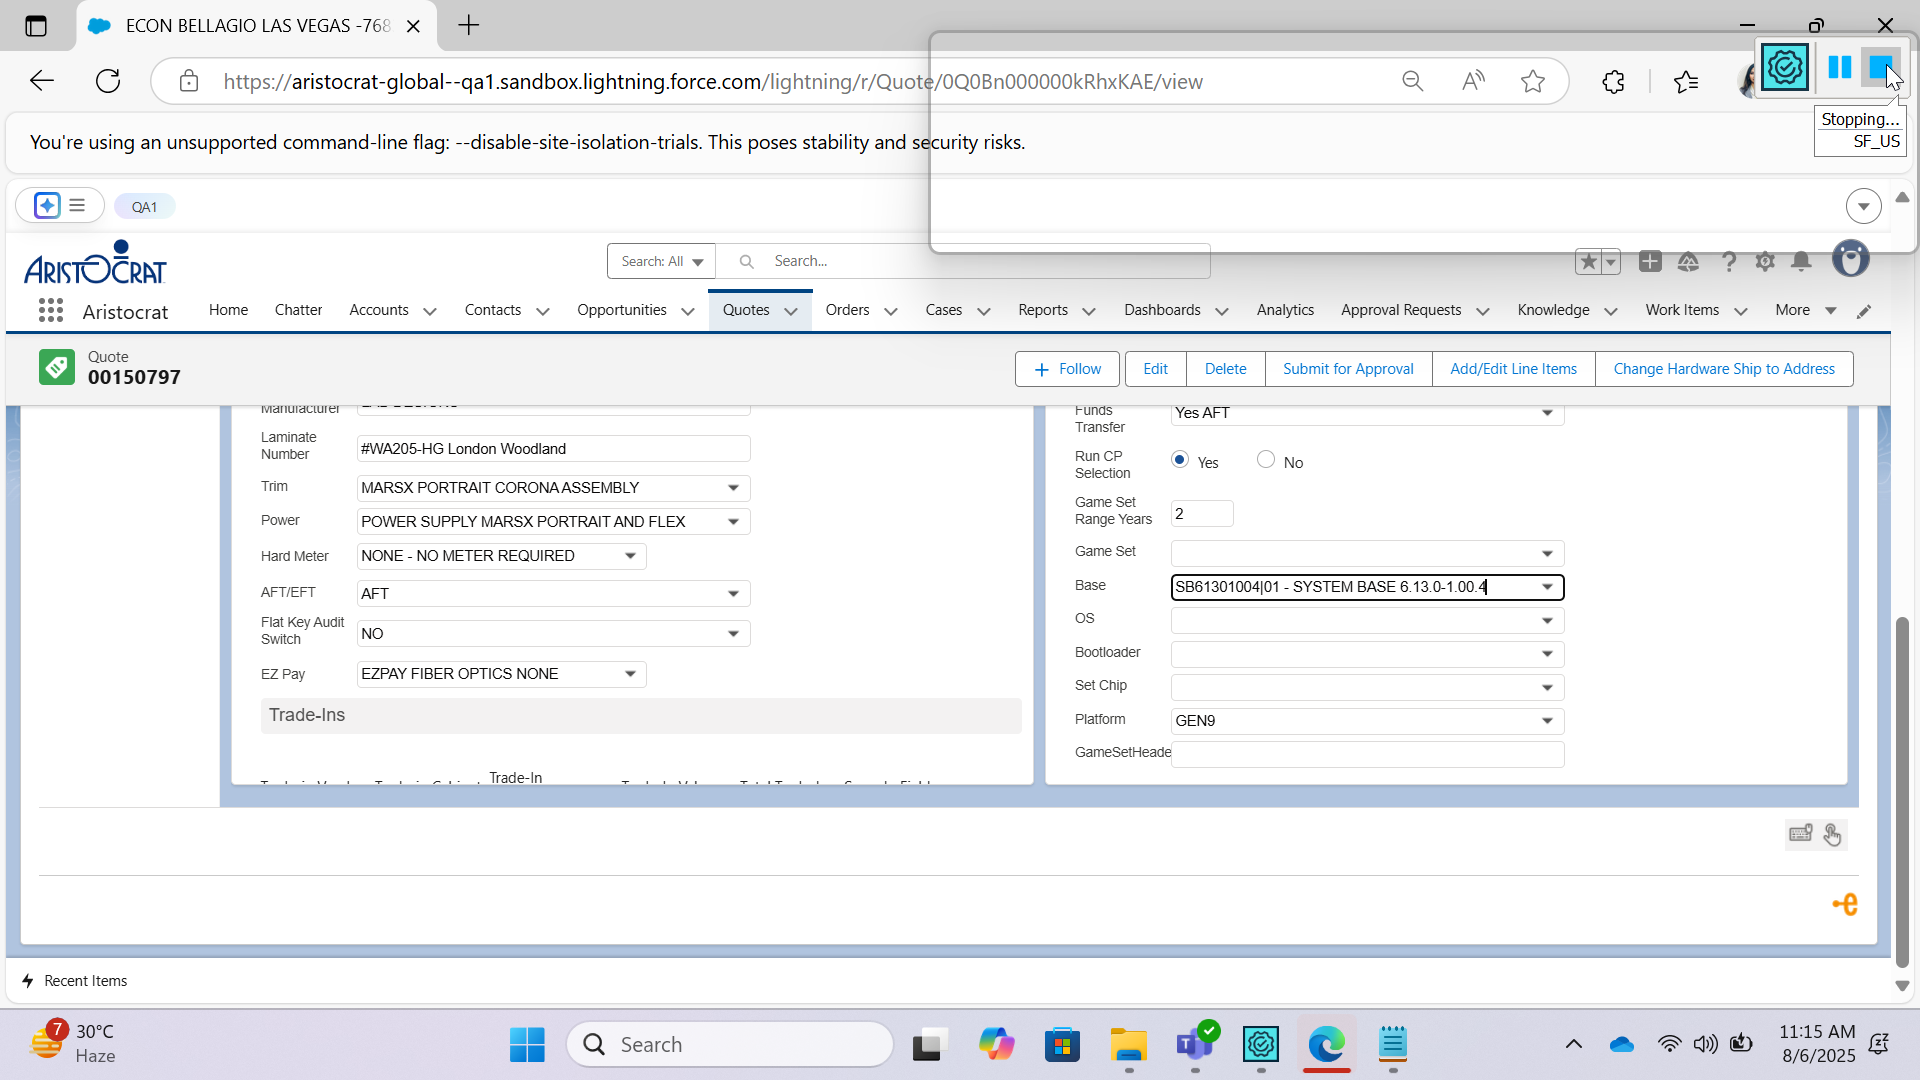 ECON BELLAGIO LAS VEGAS -768
https://aristocrat-global--qa1.sandbox.lightning.force.com/lightning/r/Quote/0Q0Bn000000kRhxKAE/view
Stopping...
SF_US
You're using an unsupported command-line flag: --disable-site-isolation-trials. This poses stability and security risks.
QA1
ARISTOCRAT
Search: All
Search...
Aristocrat
Home
Chatter
Accounts
Contacts
Opportunities
Quotes
Orders
Cases
Reports
Dashboards
Analytics
Approval Requests
Knowledge
Work Items
More
Quote
00150797
Follow
Edit
Delete
Submit for Approval
Add/Edit Line Items
Change Hardware Ship to Address
Manufacturer
Laminate Number
#WA205-HG London Woodland
Trim
MARSX PORTRAIT CORONA ASSEMBLY
Power
POWER SUPPLY MARSX PORTRAIT AND FLEX
Hard Meter
NONE - NO METER REQUIRED
AFT/EFT
AFT
Flat Key Audit Switch
NO
EZ Pay
EZPAY FIBER OPTICS NONE
Trade-Ins
Trade-In
Funds Transfer
Yes AFT
Run CP Selection
Yes
No
Game Set Range Years
2
Game Set
Base
SB61301004|01 - SYSTEM BASE 6.13.0-1.00.4
OS
Bootloader
Set Chip
Platform
GEN9
GameSetHeade
Recent Items
7
30°C
Haze
Search
11:15 AM
8/6/2025